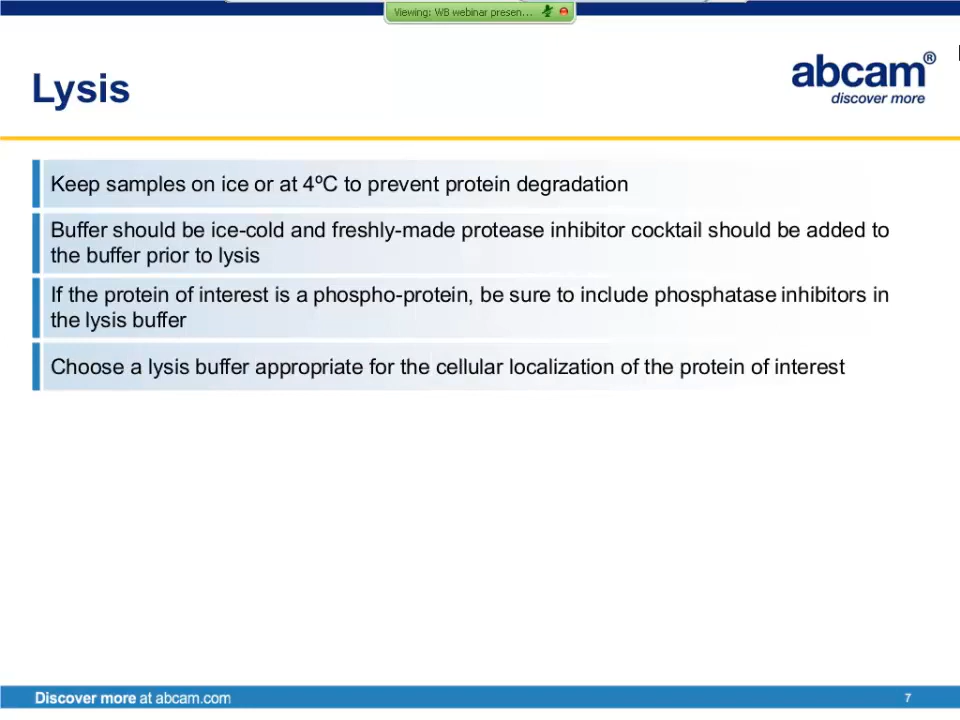 Viewing: WB webinar presen...
Lysis
abcam®
discover more
Keep samples on ice or at 4ºC to prevent protein degradation
Buffer should be ice-cold and freshly-made protease inhibitor cocktail should be added to
the buffer prior to lysis
If the protein of interest is a phospho-protein, be sure to include phosphatase inhibitors in
the lysis buffer
Choose a lysis buffer appropriate for the cellular localization of the protein of interest
Discover more at abcam.com
7